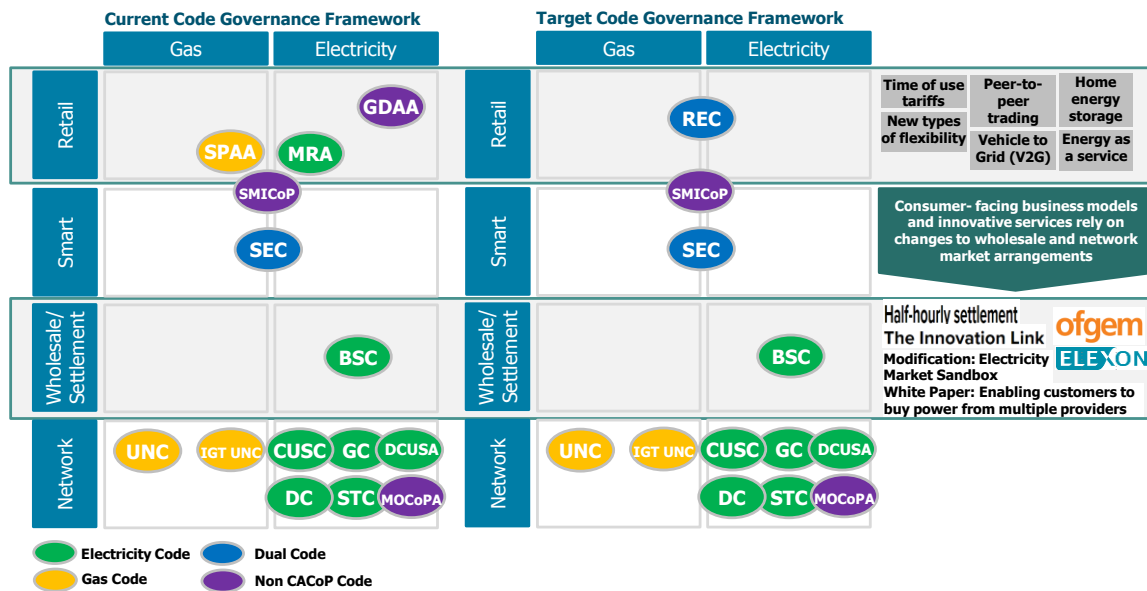 Current Code Governance Framework
Target Code Governance Framework
Gas
Electricity
Gas
Electricity
Retail
GDAA
SPAA
MRA
SMICoP
Smart
SEC
Wholesale/
Settlement
BSC
Network
UNC
IGT UNC
CUSC
GC
DCUSA
DC
STC
MOCoPA
Retail
REC
SMICoP
Smart
SEC
Wholesale/
Settlement
BSC
Network
UNC
IGT UNC
CUSC
GC
DCUSA
DC
STC
MOCoPA
Time of use
tariffs
Peer-to-
peer
trading
Home
energy
storage
New types
of flexibility
Vehicle to
Grid (V2G)
Energy as
a service
Consumer- facing business models
and innovative services rely on
changes to wholesale and network
market arrangements
Half-hourly settlement
The Innovation Link
ofgem
ELEXON
Modification: Electricity
Market Sandbox
White Paper: Enabling customers to
buy power from multiple providers
Electricity Code
Dual Code
Gas Code
Non CACoP Code